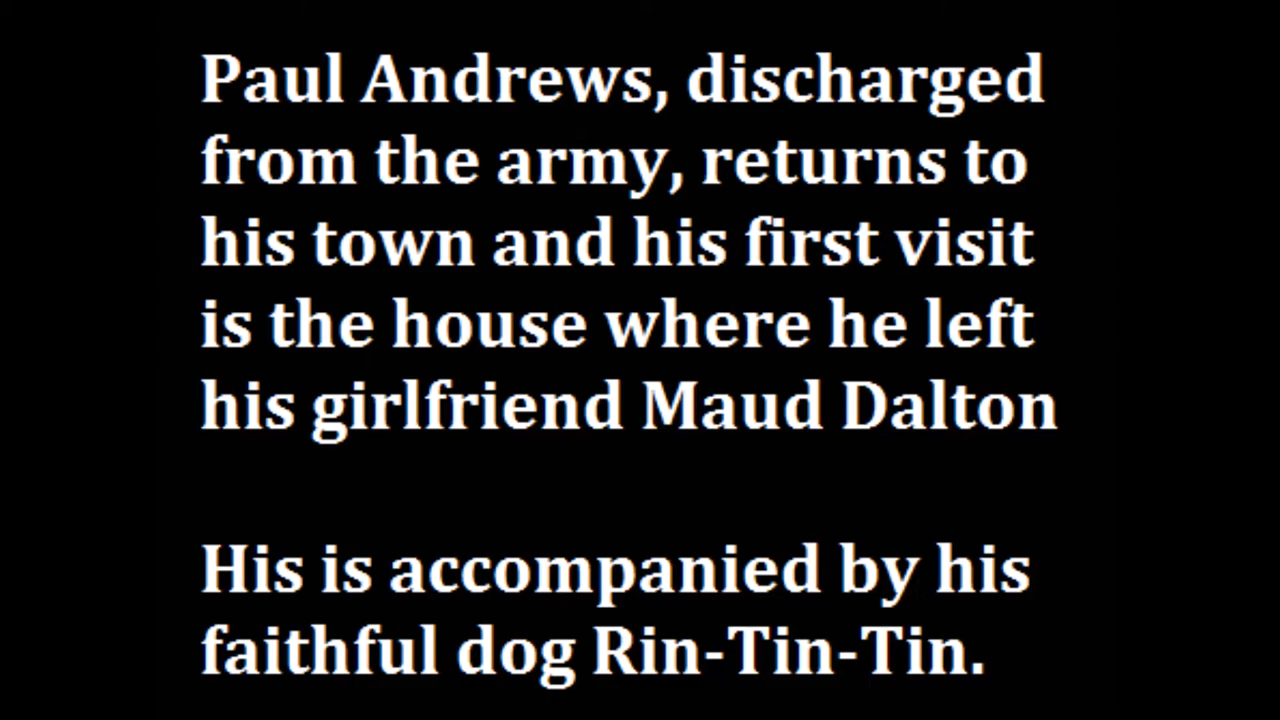 Paul Andrews, discharged
from the army, returns to
his town and his first visit
is the house where he left
his girlfriend Maud Dalton
His is accompanied by his
faithful dog Rin-Tin-Tin.